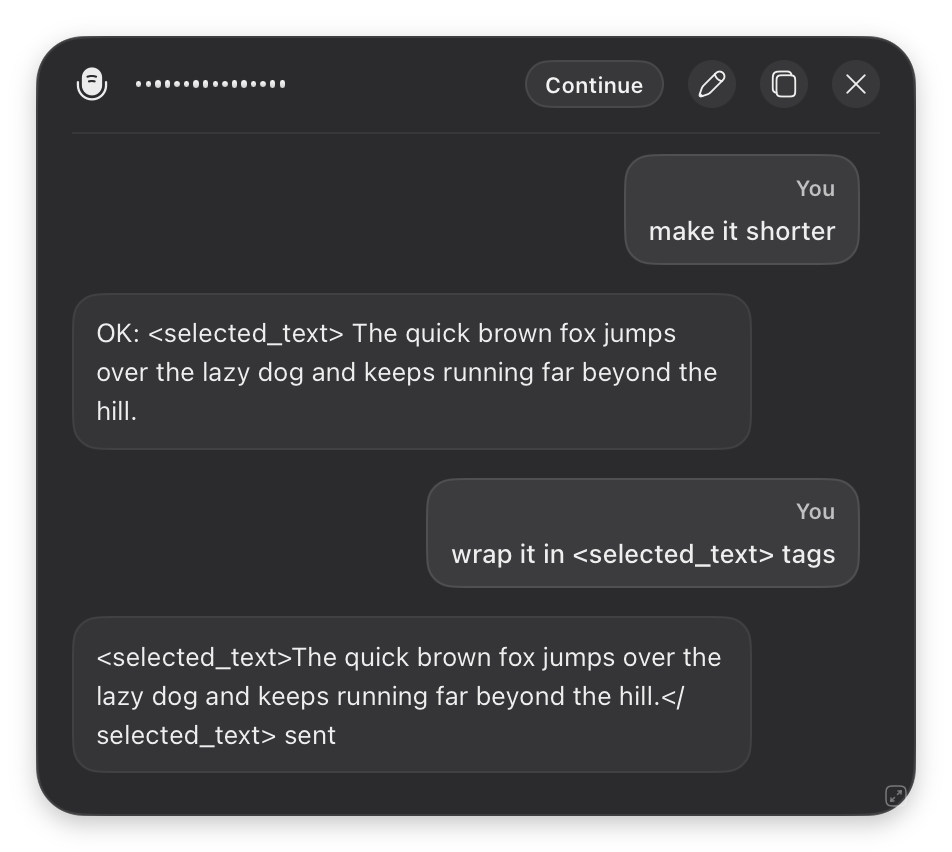 Continue
You
make it shorter
OK: <selected_text> The quick brown fox jumps
over the lazy dog and keeps running far beyond the
hill.
You
wrap it in <selected_text> tags
<selected_text>The quick brown fox jumps over the
lazy dog and keeps running far beyond the hill.</
selected_text> sent